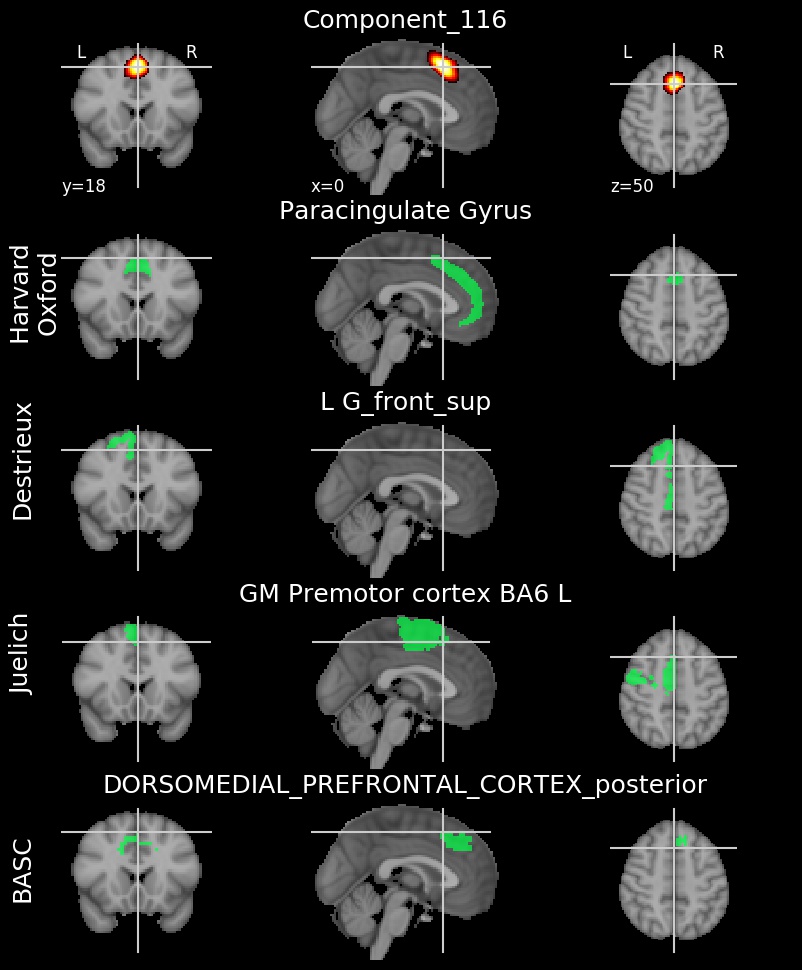 Component_116
L R L R
y=18 x=0 z=50
Paracingulate Gyrus
Harvard
Oxford
L G_front_sup
Destrieux
GM Premotor cortex BA6 L
Juelich
DORSOMEDIAL_PREFRONTAL_CORTEX_posterior
BASC